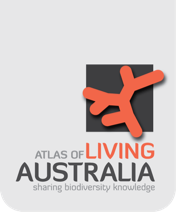 ATLAS OF LIVING
AUSTRALIA
sharing biodiversity knowledge